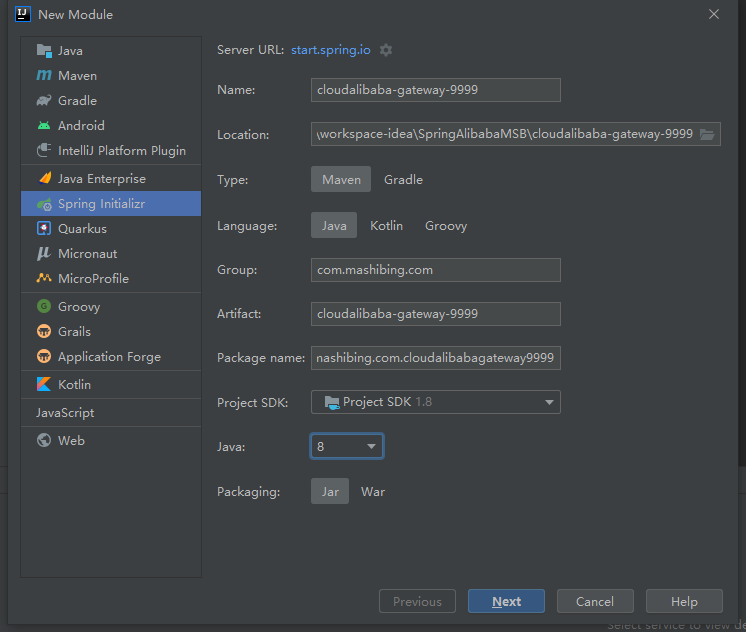 New Module
Java
Maven
Gradle
Android
IntelliJ Platform Plugin
Java Enterprise
Spring Initializr
Quarkus
Micronaut
MicroProfile
Groovy
Grails
Application Forge
Kotlin
JavaScript
Web
Server URL: start.spring.io
Name: cloudalibaba-gateway-9999
Location: \workspace-idea\SpringAlibabaMSB\cloudalibaba-gateway-9999
Type: Maven Gradle
Language: Java Kotlin Groovy
Group: com.mashibing.com
Artifact: cloudalibaba-gateway-9999
Package name: nashibing.com.cloudalibabagateway9999
Project SDK: Project SDK 1.8
Java: 8
Packaging: Jar War
Previous Next Cancel Help
Select service to view de